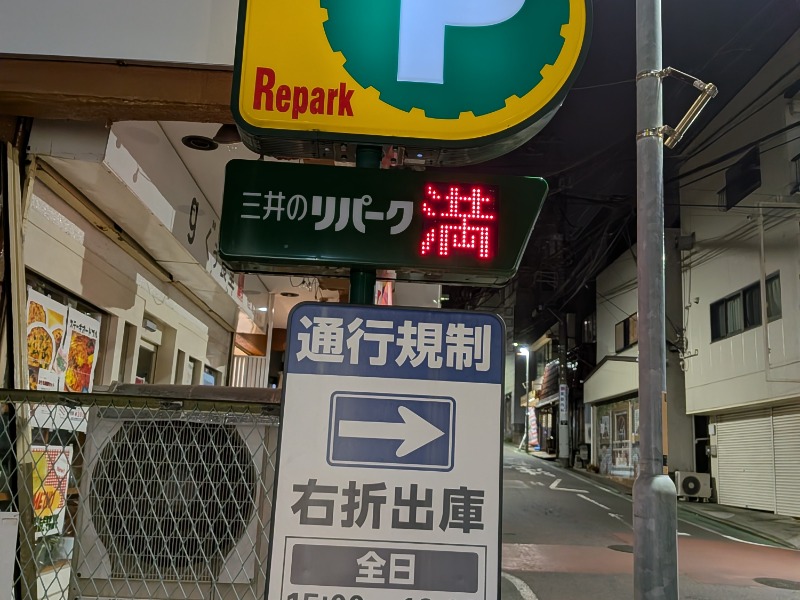 P
Repark
三井のリパーク 満
通行規制
右折出庫
全日